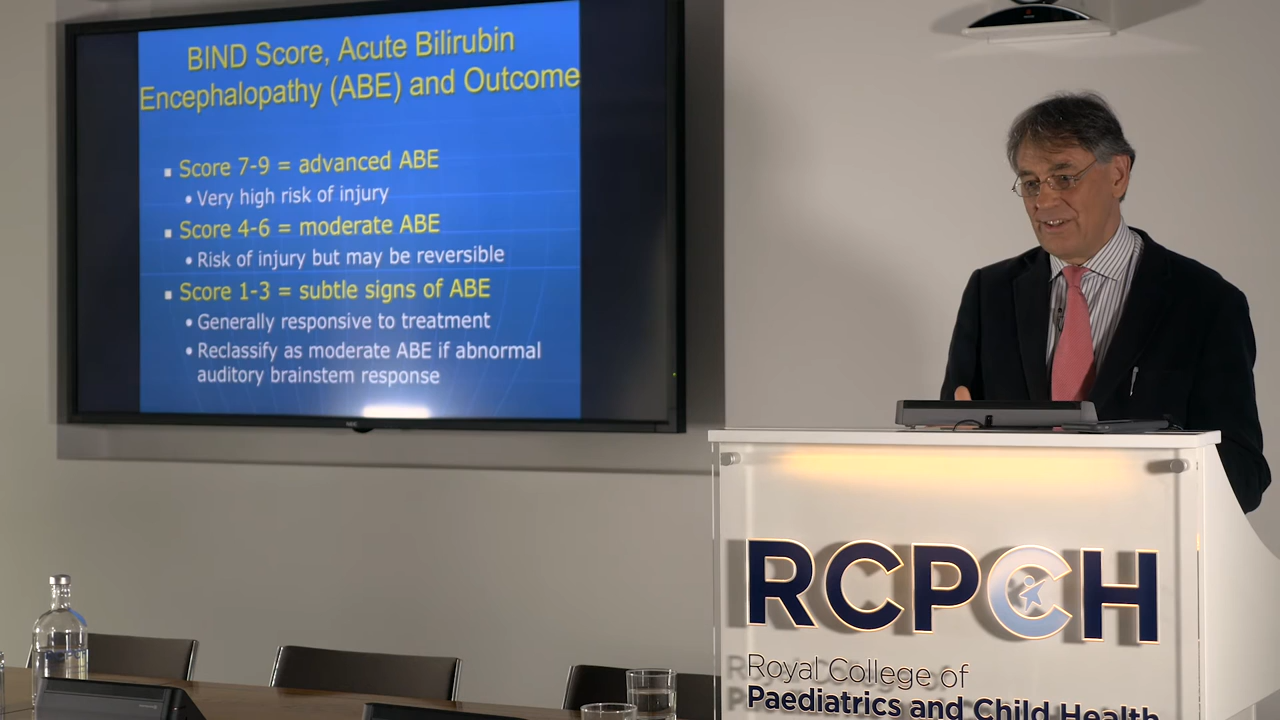 BIND Score, Acute Bilirubin
Encephalopathy (ABE) and Outcome
Score 7-9 = advanced ABE
Very high risk of injury
Score 4-6 = moderate ABE
Risk of injury but may be reversible
Score 1-3 = subtle signs of ABE
Generally responsive to treatment
Reclassify as moderate ABE if abnormal
auditory brainstem response
NEC
RCPCH
Royal College of
Paediatrics and Child Health